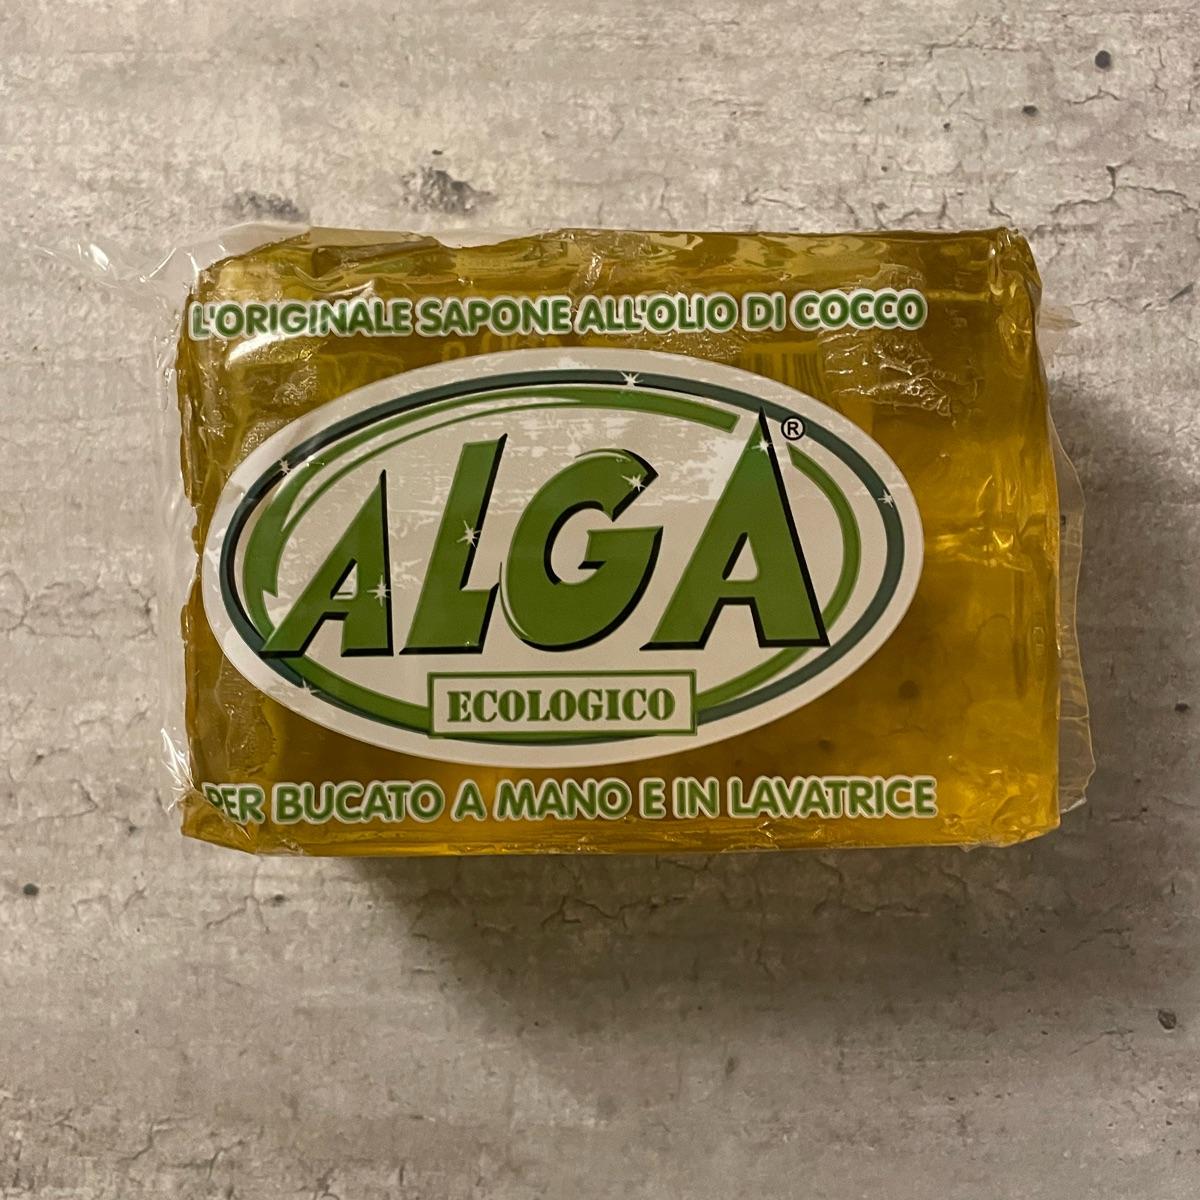 L'ORIGINALE SAPONE ALL'OLIO DI COCCO
ALGA®
ECOLOGICO
PER BUCATO A MANO E IN LAVATRICE